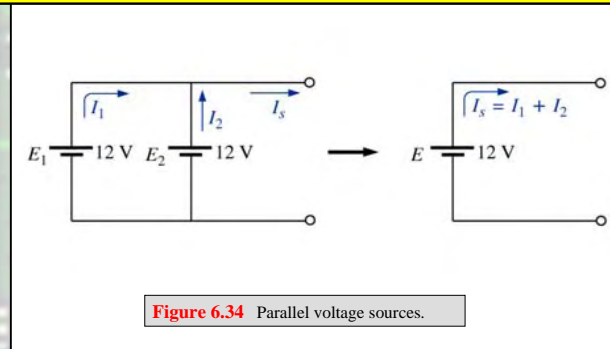 I₁
I₂
Iₛ
E₁ 12 V E₂ 12 V
Iₛ = I₁ + I₂
E 12 V
Figure 6.34 Parallel voltage sources.